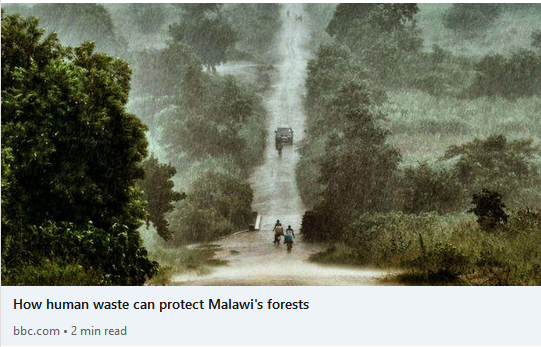 How human waste can protect Malawi's forests
bbc.com • 2 min read